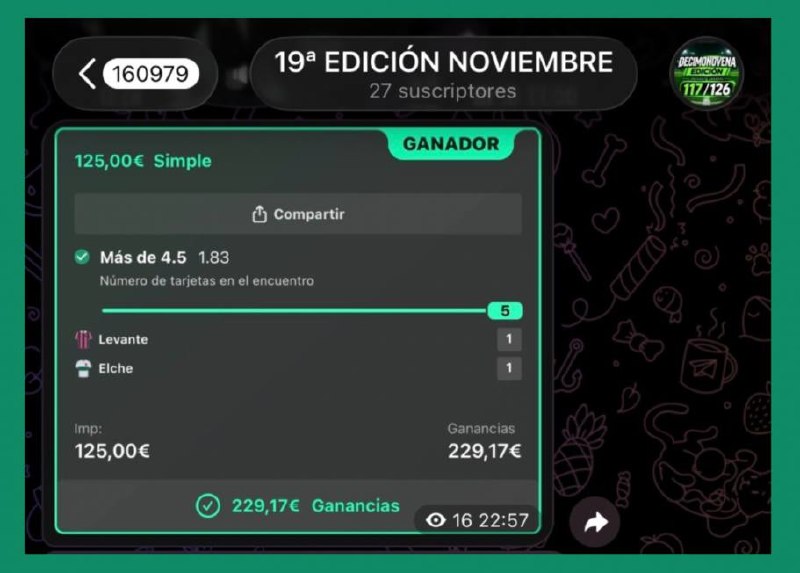 160979
19ª EDICIÓN NOVIEMBRE
27 suscriptores
DECIMONOVENA
EDICIÓN
117/126
GANADOR
125,00€ Simple
Compartir
Más de 4.5 1.83
Número de tarjetas en el encuentro
5
Levante 1
Elche 1
Imp: Ganancias
125,00€ 229,17€
229,17€ Ganancias
16 22:57